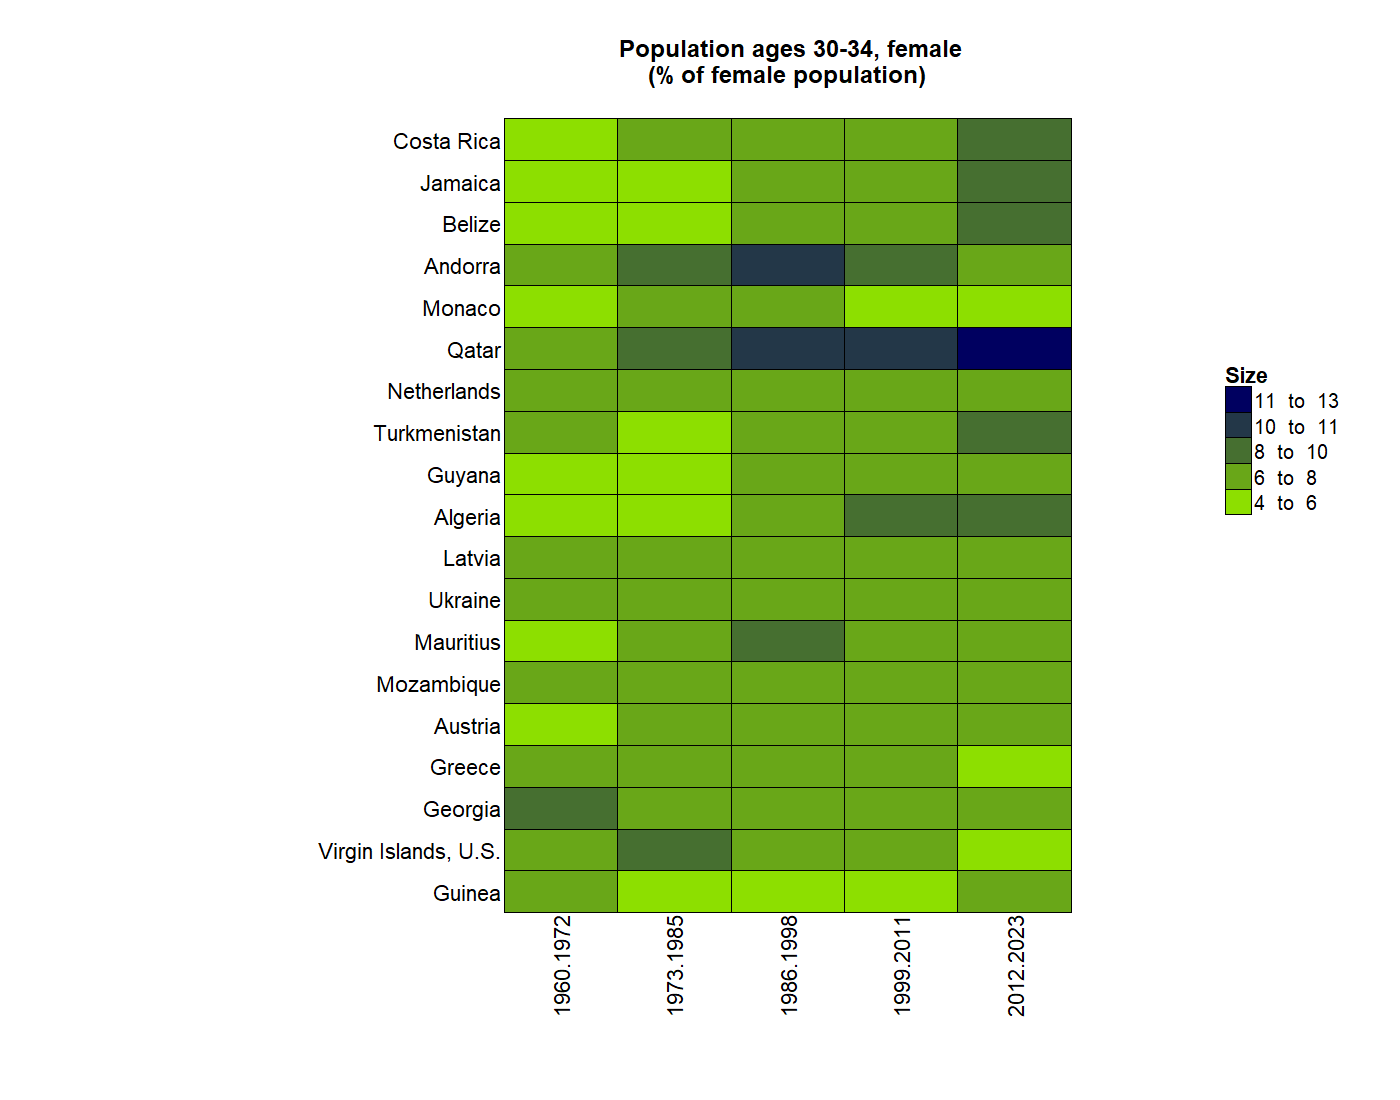 Population ages 30-34, female
(% of female population)
Costa Rica
Jamaica
Belize
Andorra
Monaco
Qatar
Netherlands
Turkmenistan
Guyana
Algeria
Latvia
Ukraine
Mauritius
Mozambique
Austria
Greece
Georgia
Virgin Islands, U.S.
Guinea
1960.1972
1973.1985
1986.1998
1999.2011
2012.2023
Size
11 to 13
10 to 11
8 to 10
6 to 8
4 to 6